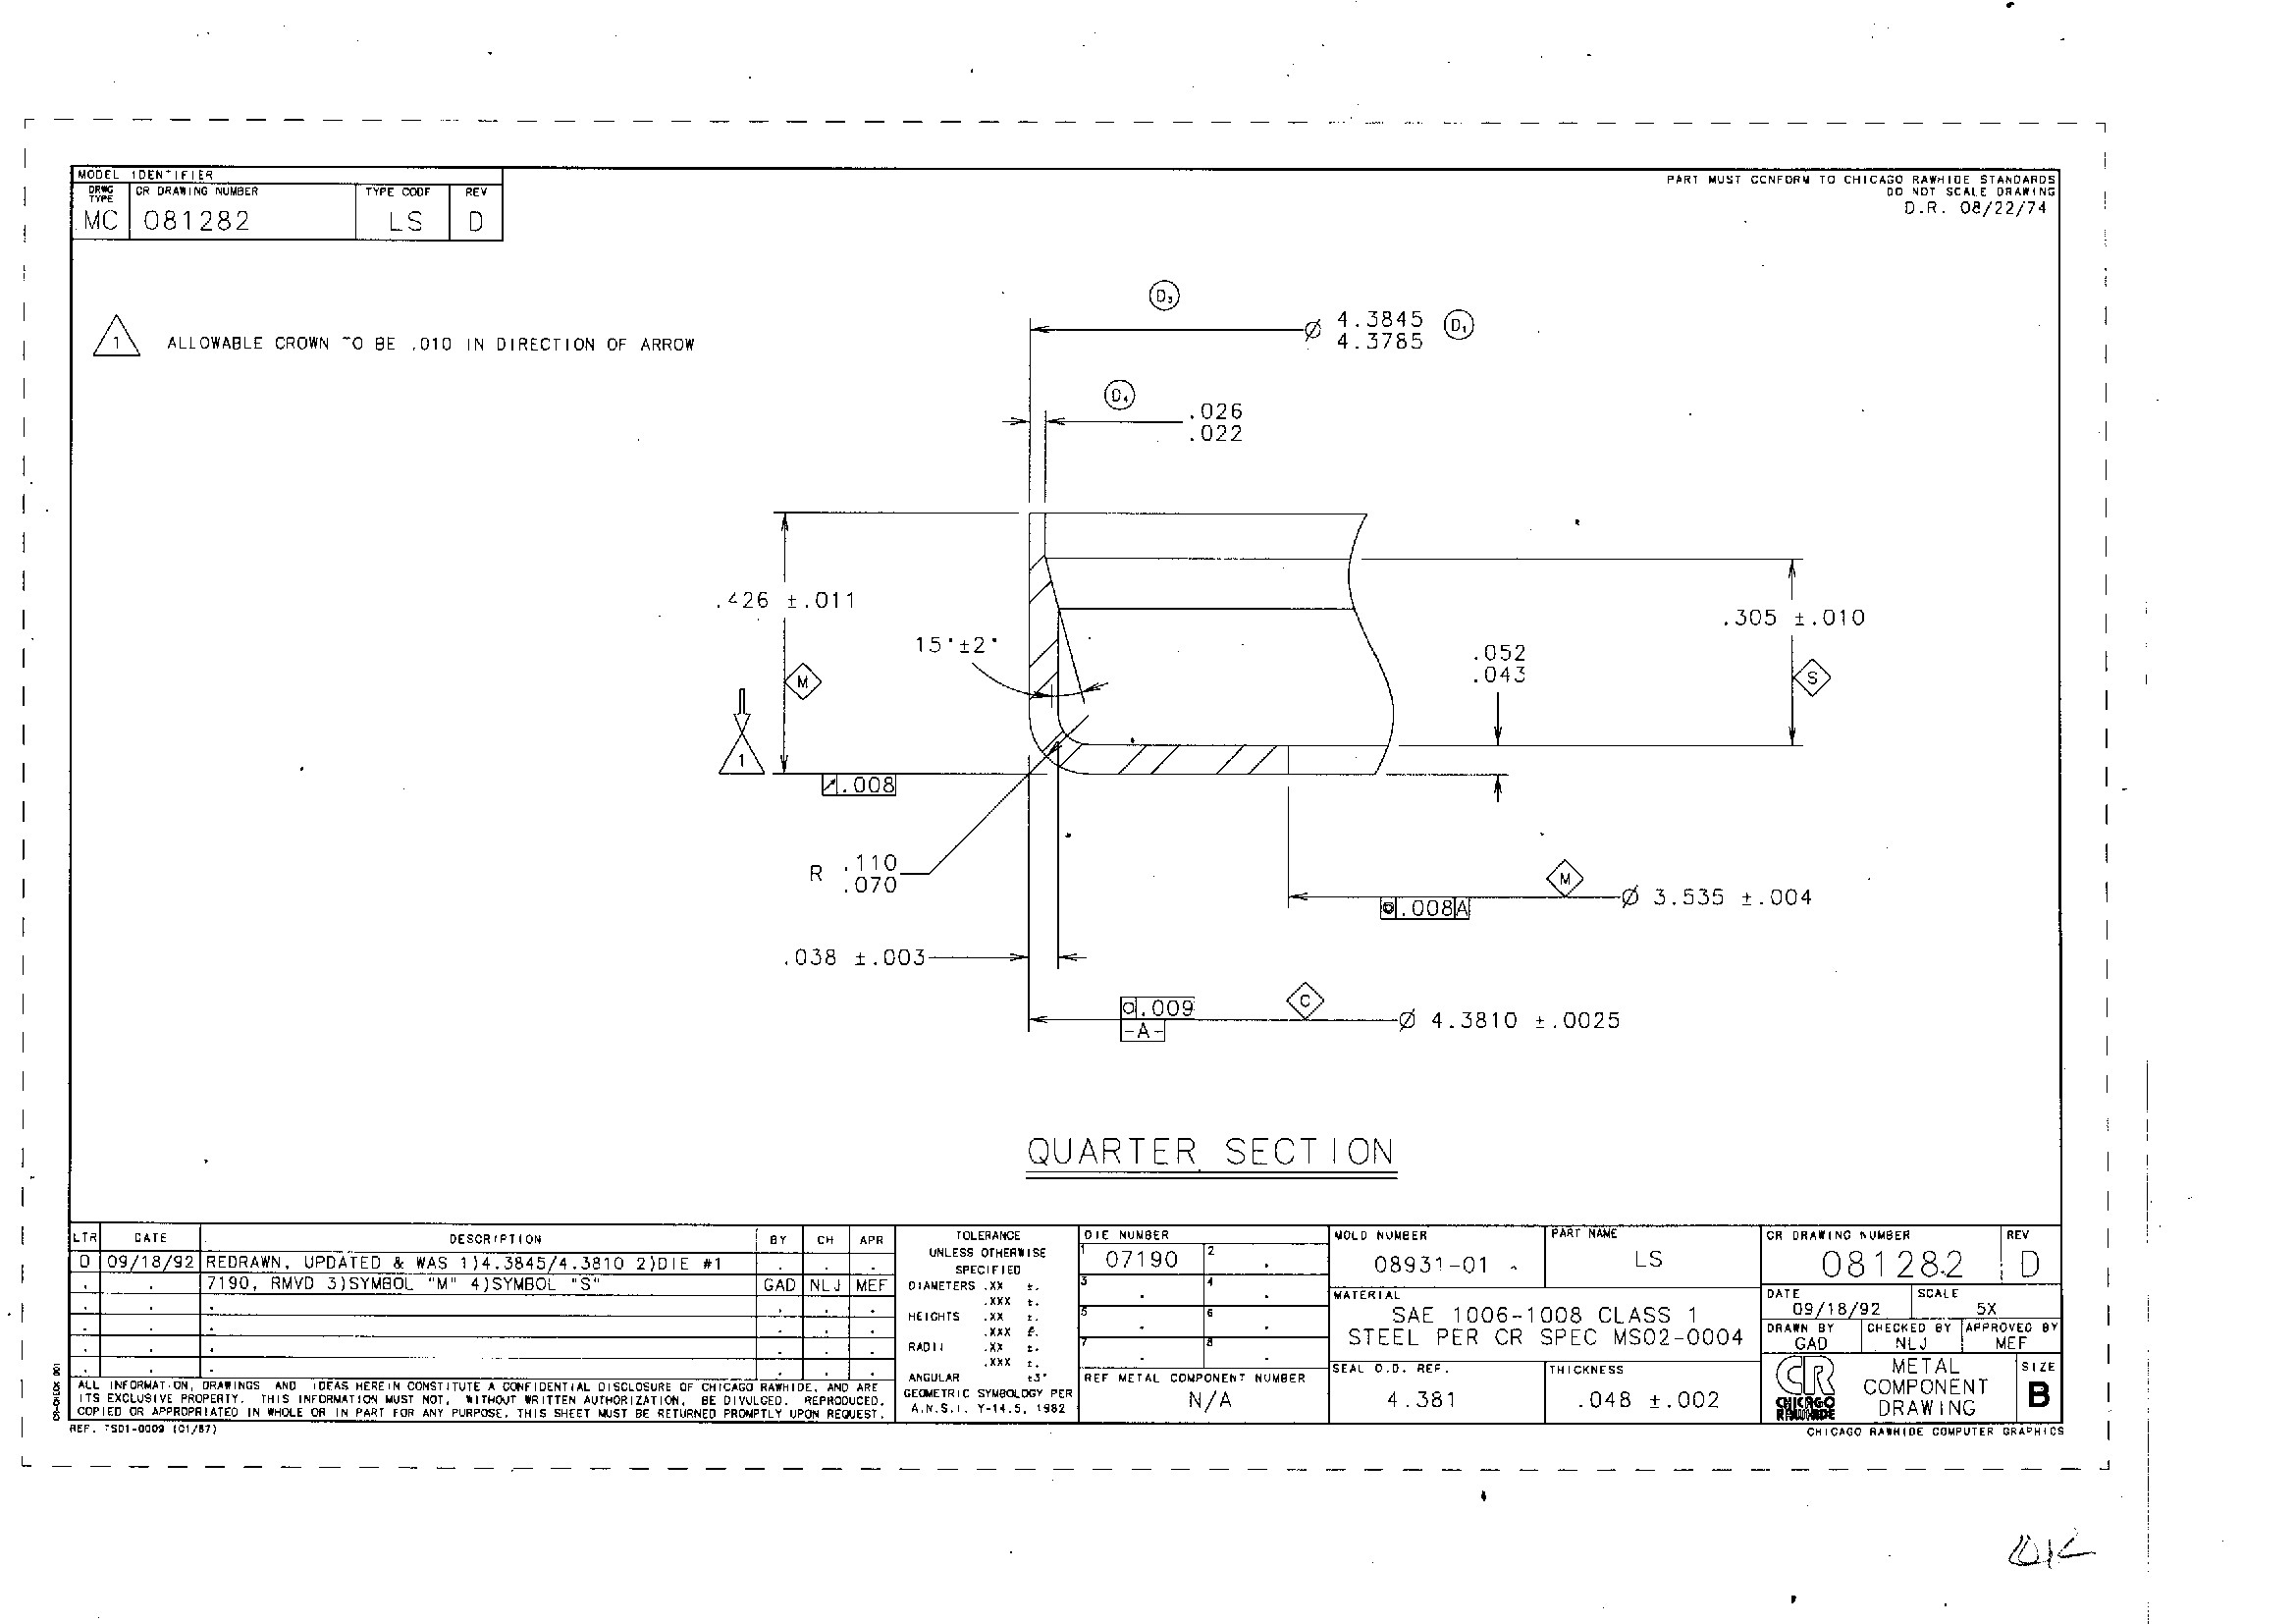 MODEL IDENTIFIER
DRWG TYPE
CR DRAWING NUMBER
TYPE CODE
REV
MC
081282
LS
D
PART MUST CONFORM TO CHICAGO RAWHIDE STANDARDS
DO NOT SCALE DRAWING
D.R. 08/22/74
1 ALLOWABLE CROWN TO BE .010 IN DIRECTION OF ARROW
D3
Ø 4.3845
4.3785
D1
D4
.026
.022
.426 ±.011
M
15°±2°
.052
.043
.305 ±.010
S
1
.008
R .110
.070
M
Ø 3.535 ±.004
.008 A
.038 ±.003
.009
-A-
C
Ø 4.3810 ±.0025
QUARTER SECTION
LTR DATE DESCRIPTION BY CH APR
D 09/18/92 REDRAWN, UPDATED & WAS 1)4.3845/4.3810 2)DIE #1
7190, RMVD 3)SYMBOL "M" 4)SYMBOL "S" GAD NLJ MEF
ALL INFORMATION, DRAWINGS AND IDEAS HEREIN CONSTITUTE A CONFIDENTIAL DISCLOSURE OF CHICAGO RAWHIDE, AND ARE
ITS EXCLUSIVE PROPERTY. THIS INFORMATION MUST NOT, WITHOUT WRITTEN AUTHORIZATION, BE DIVULGED. REPRODUCED,
COPIED OR APPROPRIATED IN WHOLE OR IN PART FOR ANY PURPOSE. THIS SHEET MUST BE RETURNED PROMPTLY UPON REQUEST.
CR-CHECK 001
REF. TSD1-0009 (01/87)
TOLERANCE
UNLESS OTHERWISE
SPECIFIED
DIAMETERS .XX ±.
.XXX ±.
HEIGHTS .XX ±.
.XXX ±.
RADII .XX ±.
.XXX ±.
ANGULAR ±3°
GEOMETRIC SYMBOLOGY PER
A.N.S.I. Y-14.5, 1982
DIE NUMBER
1 07190 2
3 4
5 6
7 8
REF METAL COMPONENT NUMBER
N/A
MOLD NUMBER
08931-01
PART NAME
LS
MATERIAL
SAE 1006-1008 CLASS 1
STEEL PER CR SPEC MS02-0004
SEAL O.D. REF.
4.381
THICKNESS
.048 ±.002
CR DRAWING NUMBER
081282
REV
D
DATE
09/18/92
SCALE
5X
DRAWN BY
GAD
CHECKED BY
NLJ
APPROVED BY
MEF
CR
CHICAGO
RAWHIDE
METAL
COMPONENT
DRAWING
SIZE
B
CHICAGO RAWHIDE COMPUTER GRAPHICS
OK